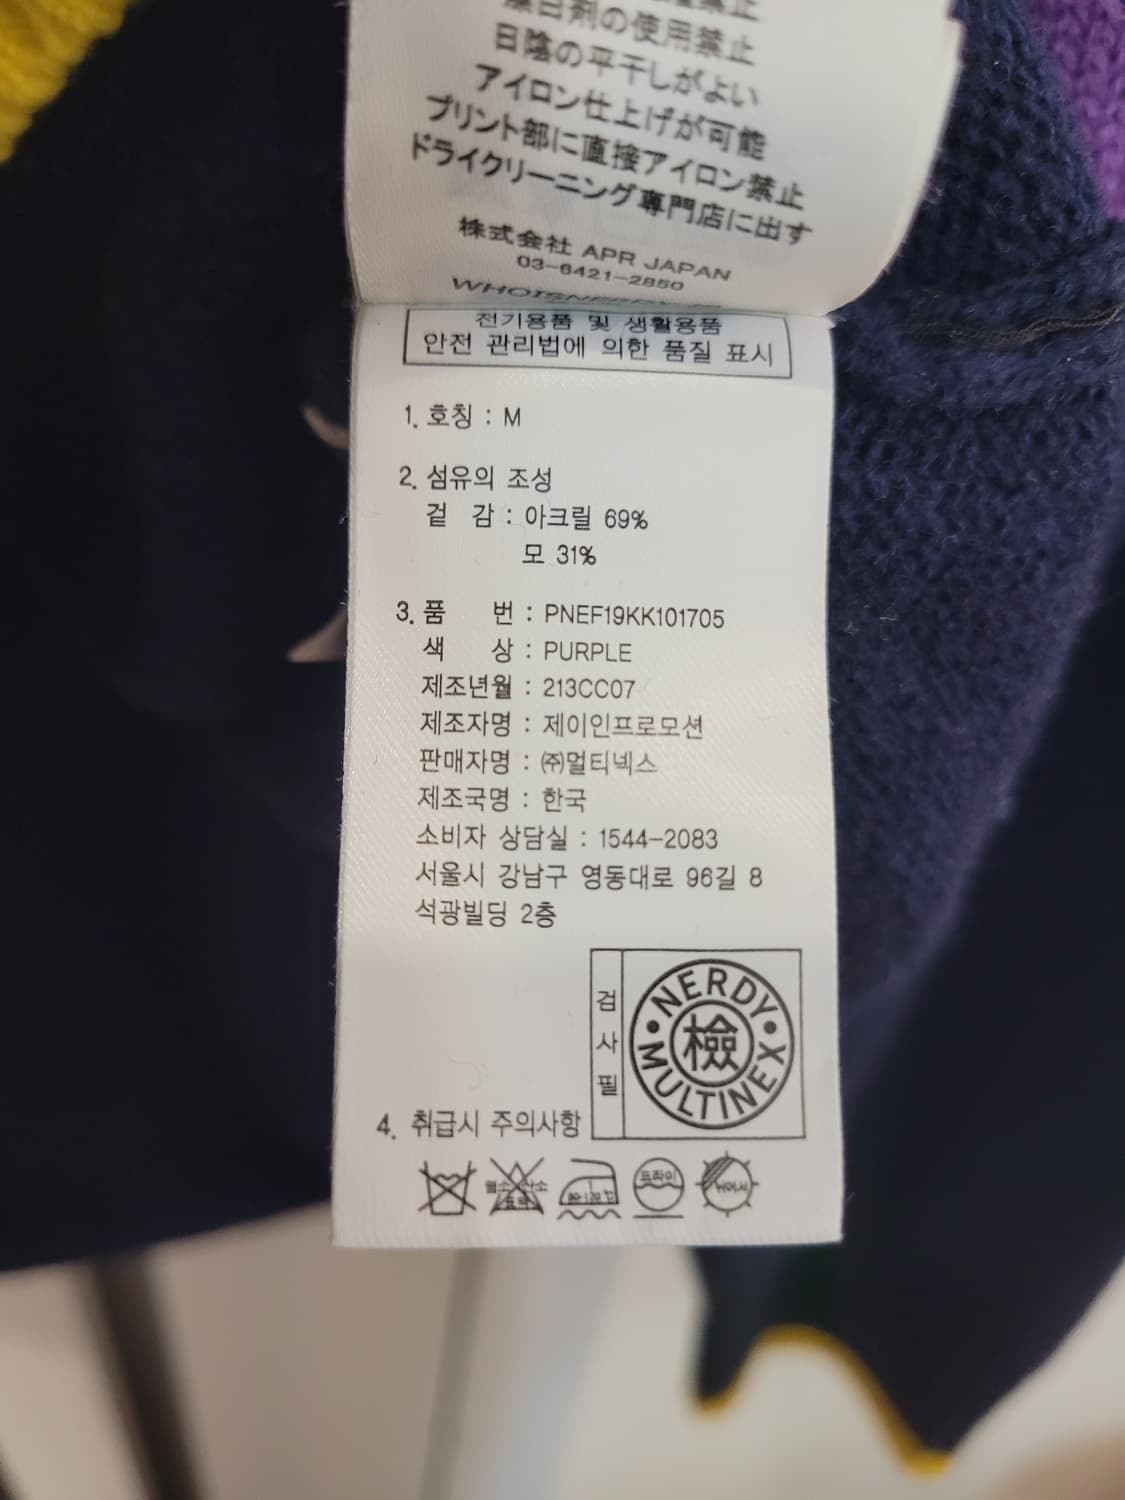 漂白剤の使用禁止
日陰の平干しがよい
アイロン仕上げが可能
プリント部に直接アイロン禁止
ドライクリーニング専門店に出す
株式会社 APR JAPAN
03-6421-2850
전기용품 및 생활용품
안전 관리법에 의한 품질 표시
1. 호칭 : M
2. 섬유의 조성
겉 감 : 아크릴 69%
모 31%
3. 품 번 : PNEF19KK101705
색 상 : PURPLE
제조년월 : 213CC07
제조자명 : 제이인프로모션
판매자명 : ㈜멀티넥스
제조국명 : 한국
소비자 상담실 : 1544-2083
서울시 강남구 영동대로 96길 8
석광빌딩 2층
검사필
NERDY
檢
MULTINEX
4. 취급시 주의사항
드라이